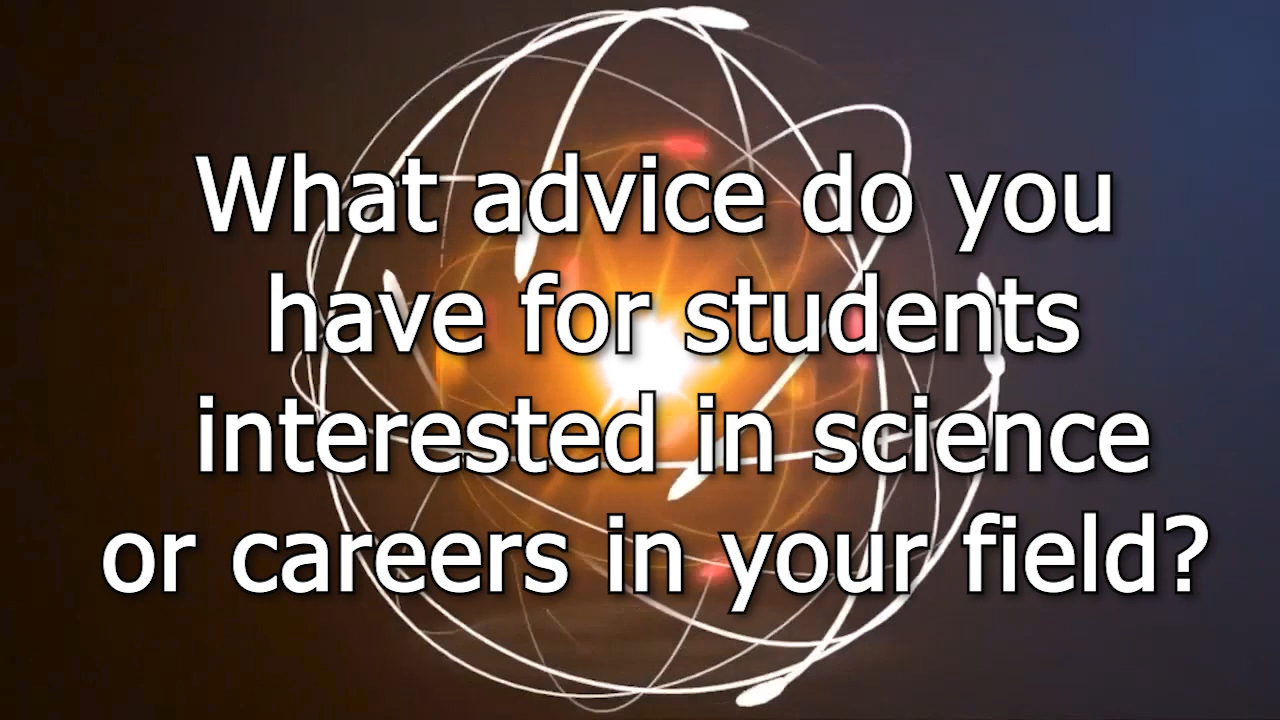 What advice do you
have for students
interested in science
or careers in your field?